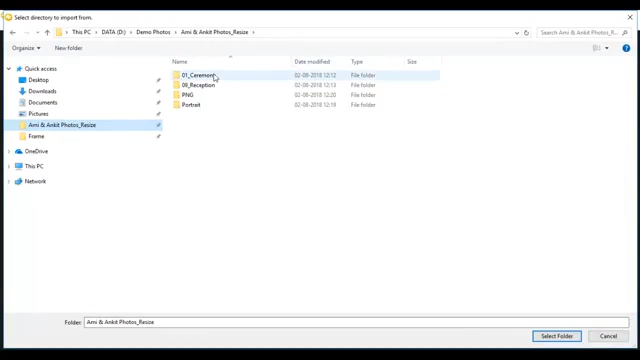 Select directory to import from.
This PC > DATA (D:) > Demo Photos > Ami & Ankit Photos_Resize >
Search Ami & Ankit Photos_R...
Organize
New folder
Name
Date modified
Type
Size
Quick access
Desktop
Downloads
Documents
Pictures
Ami & Ankit Photos_Resize
Frame
OneDrive
This PC
Network
01_Ceremony 02-08-2018 12:12 File folder
09_Reception 02-08-2018 12:13 File folder
PNG 02-08-2018 12:20 File folder
Portrait 02-08-2018 12:19 File folder
Folder: Ami & Ankit Photos_Resize
Select Folder
Cancel